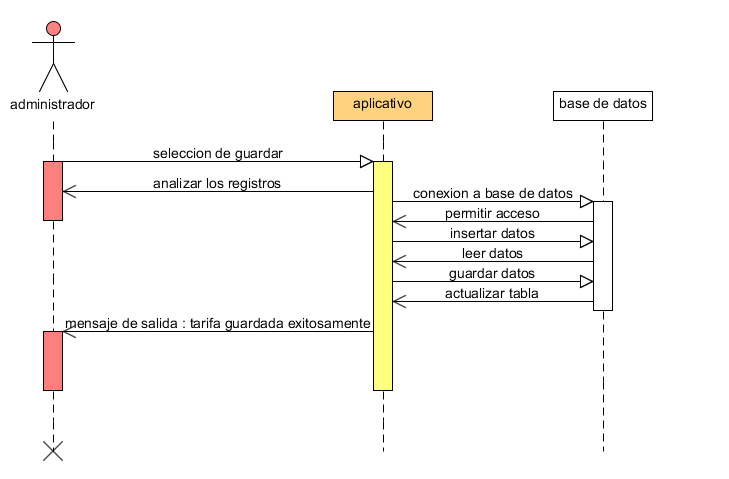 administrador
aplicativo
base de datos
seleccion de guardar
analizar los registros
conexion a base de datos
permitir acceso
insertar datos
leer datos
guardar datos
actualizar tabla
mensaje de salida : tarifa guardada exitosamente